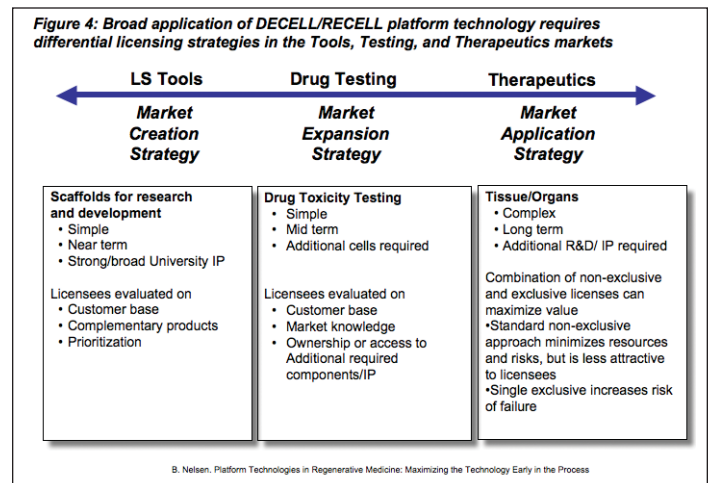 Figure 4: Broad application of DECELL/RECELL platform technology requires
differential licensing strategies in the Tools, Testing, and Therapeutics markets
LS Tools
Drug Testing
Therapeutics
Market
Creation
Strategy
Market
Expansion
Strategy
Market
Application
Strategy
Scaffolds for research
and development
• Simple
• Near term
• Strong/broad University IP
Licensees evaluated on
• Customer base
• Complementary products
• Prioritization
Drug Toxicity Testing
• Simple
• Mid term
• Additional cells required
Licensees evaluated on
• Customer base
• Market knowledge
• Ownership or access to
Additional required
components/IP
Tissue/Organs
• Complex
• Long term
• Additional R&D/ IP required
Combination of non-exclusive
and exclusive licenses can
maximize value
•Standard non-exclusive
approach minimizes resources
and risks, but is less attractive
to licensees
•Single exclusive increases risk
of failure
B. Nelsen. Platform Technologies in Regenerative Medicine: Maximizing the Technology Early in the Process